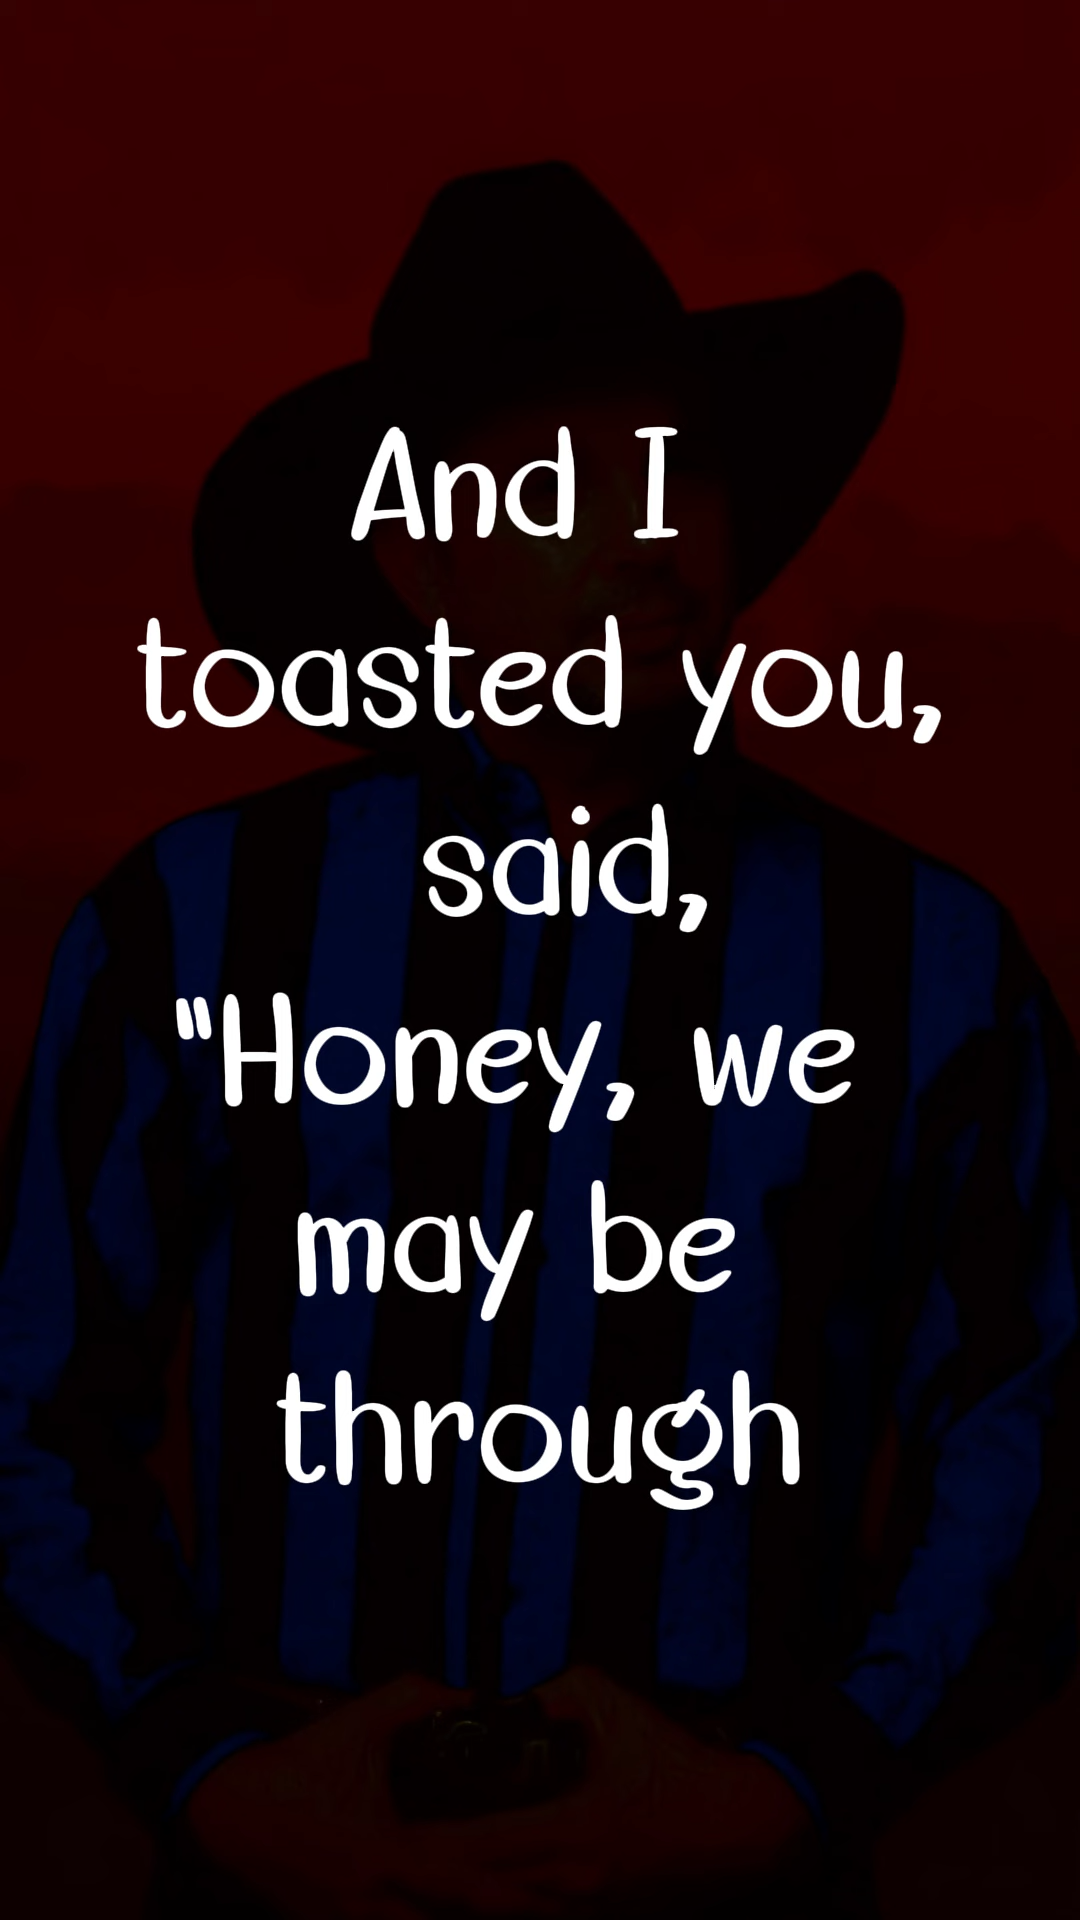 And I
toasted you,
said,
"Honey, we
may be
through